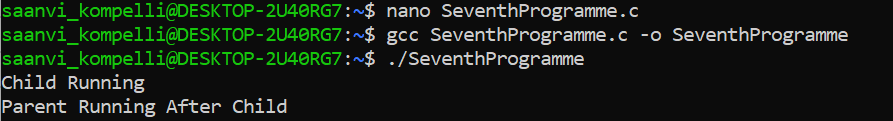 saanvi_kompelli@DESKTOP-2U40RG7:~$ nano SeventhProgramme.c
saanvi_kompelli@DESKTOP-2U40RG7:~$ gcc SeventhProgramme.c -o SeventhProgramme
saanvi_kompelli@DESKTOP-2U40RG7:~$ ./SeventhProgramme
Child Running
Parent Running After Child